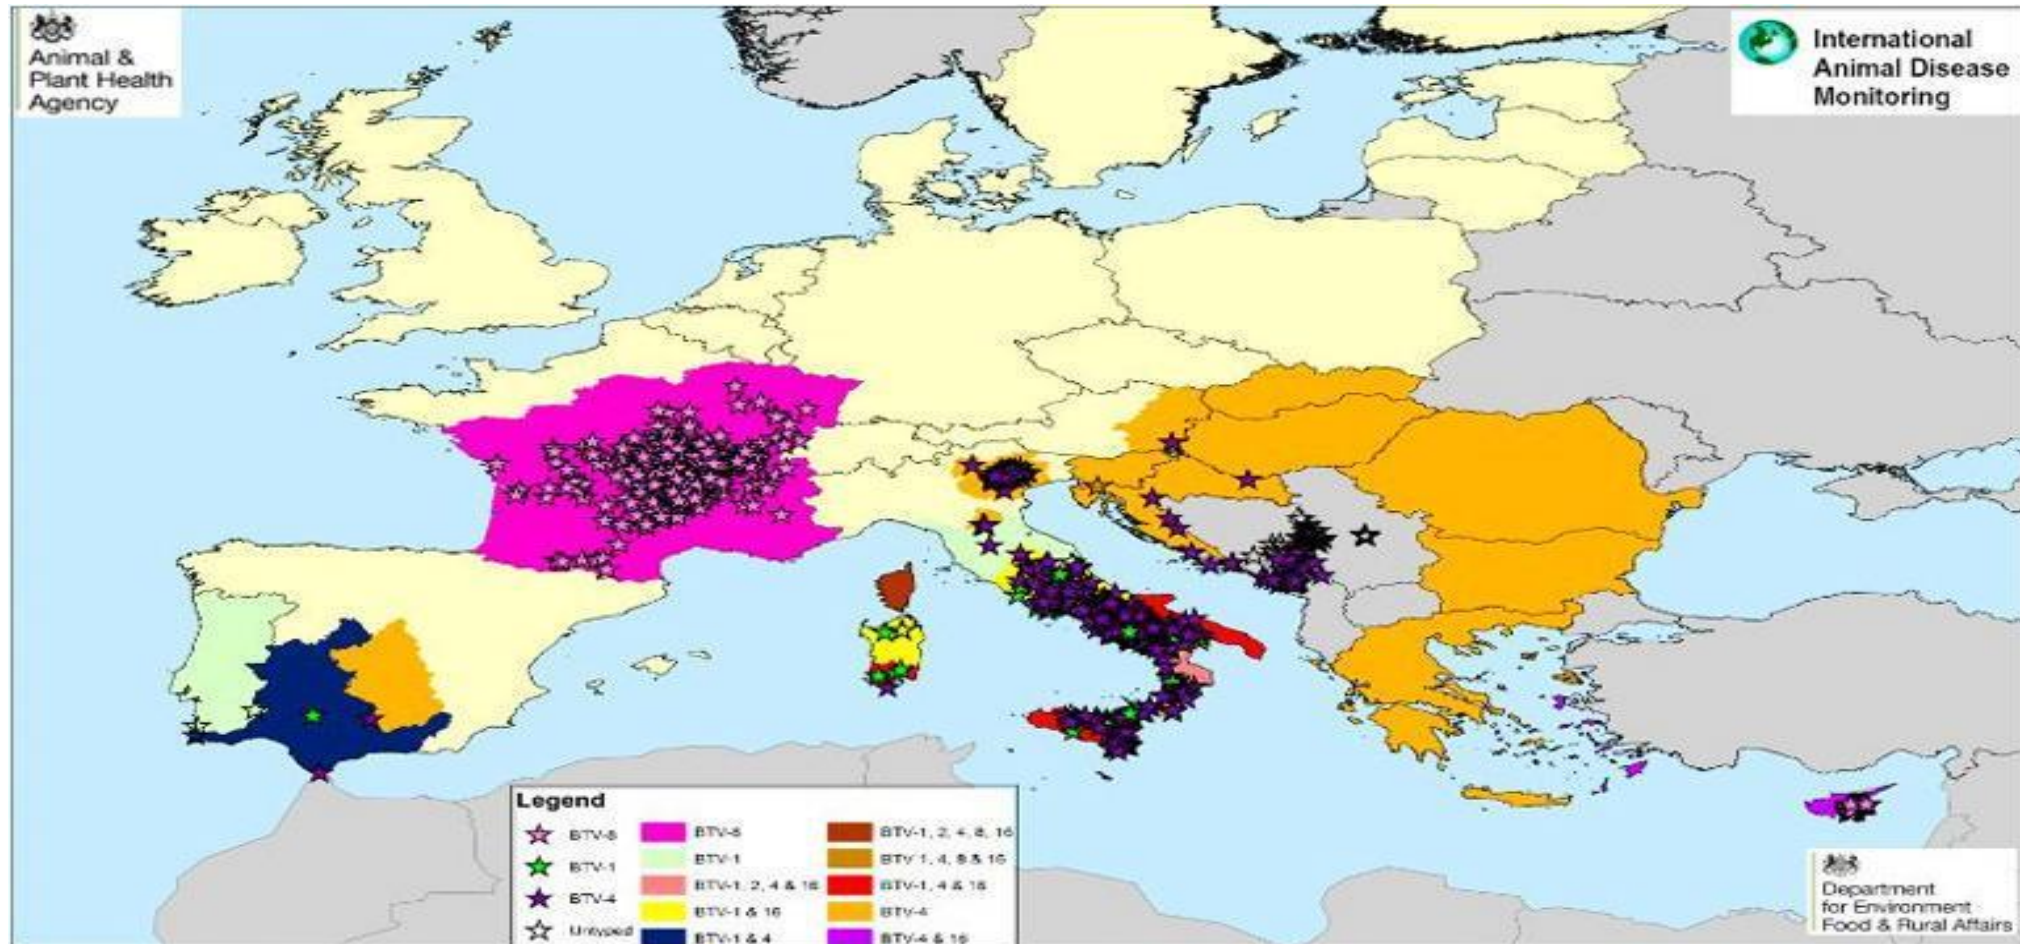 Animal &
Plant Health
Agency
International
Animal Disease
Monitoring
Legend
BTV-8
BTV-1
BTV-4
Untyped
BTV-8
BTV-1
BTV-1, 2, 4 & 16
BTV-1 & 16
BTV-1 & 4
BTV-1, 2, 4, 8, 16
BTV 1, 4, 8 & 16
BTV-1, 4 & 16
BTV-4
BTV-4 & 16
Department
for Environment
Food & Rural Affairs